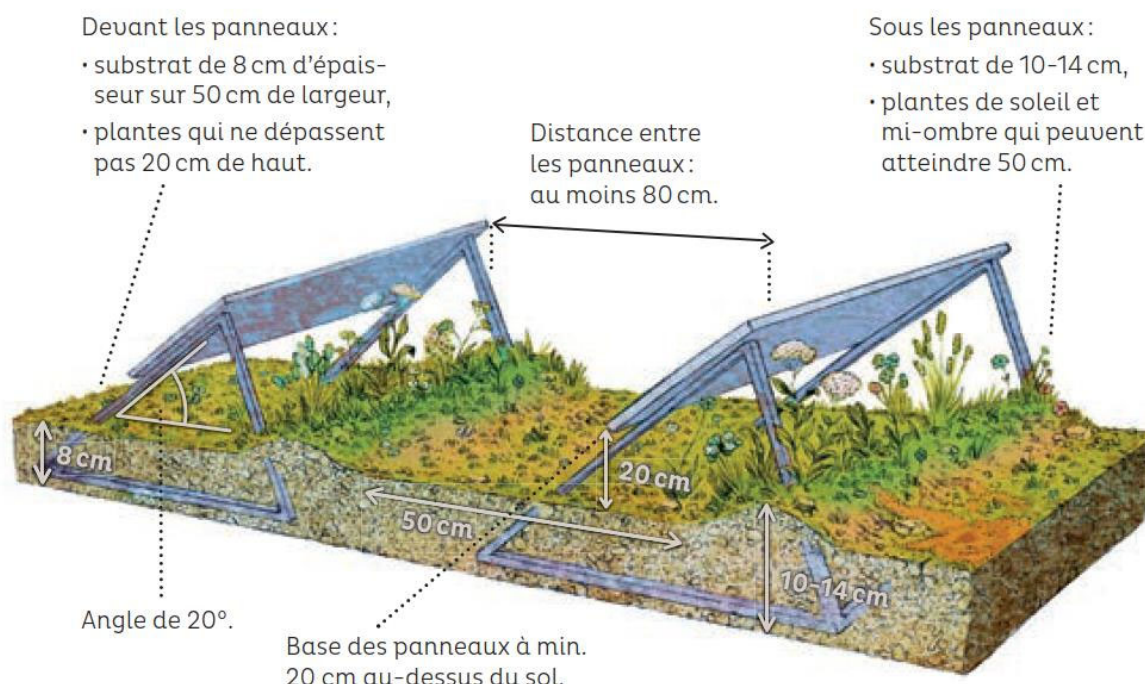 Devant les panneaux :
• substrat de 8 cm d'épais-
seur sur 50 cm de largeur,
• plantes qui ne dépassent
pas 20 cm de haut.
Distance entre
les panneaux :
au moins 80 cm.
Sous les panneaux :
• substrat de 10-14 cm,
• plantes de soleil et
mi-ombre qui peuvent
atteindre 50 cm.
8 cm
50 cm
20 cm
10-14 cm
Angle de 20°.
Base des panneaux à min.
20 cm au-dessus du sol.